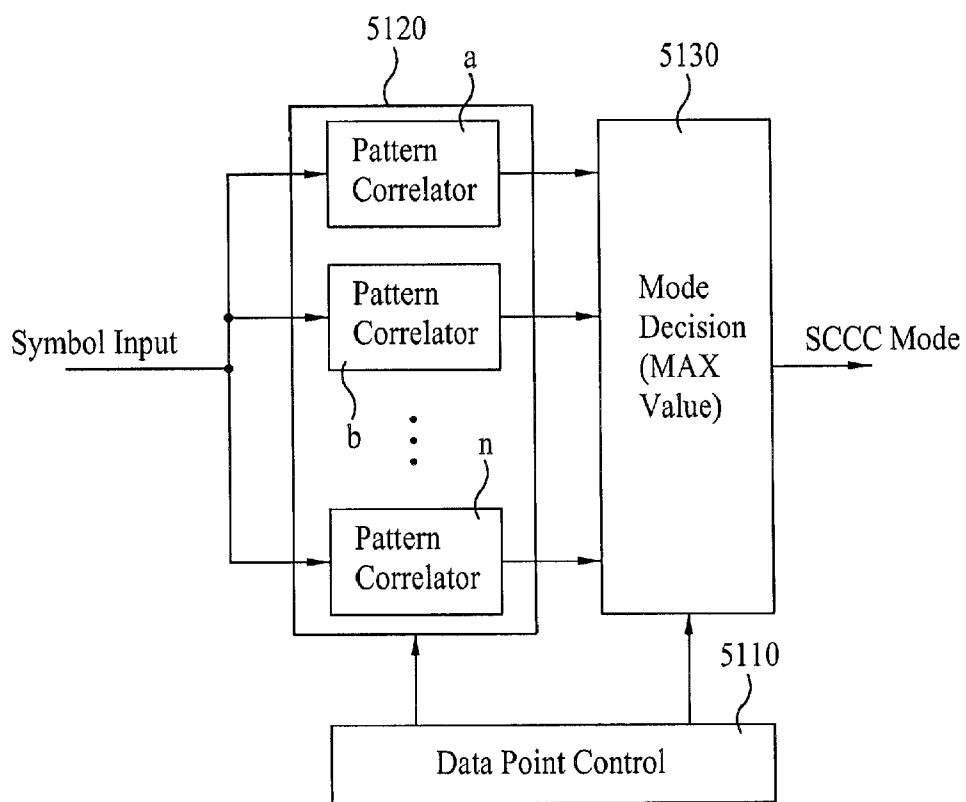 5120
a
5130
Pattern
Correlator
Pattern
Correlator
Symbol Input
b
Mode
Decision
(MAX
Value)
SCCC Mode
n
Pattern
Correlator
5110
Data Point Control